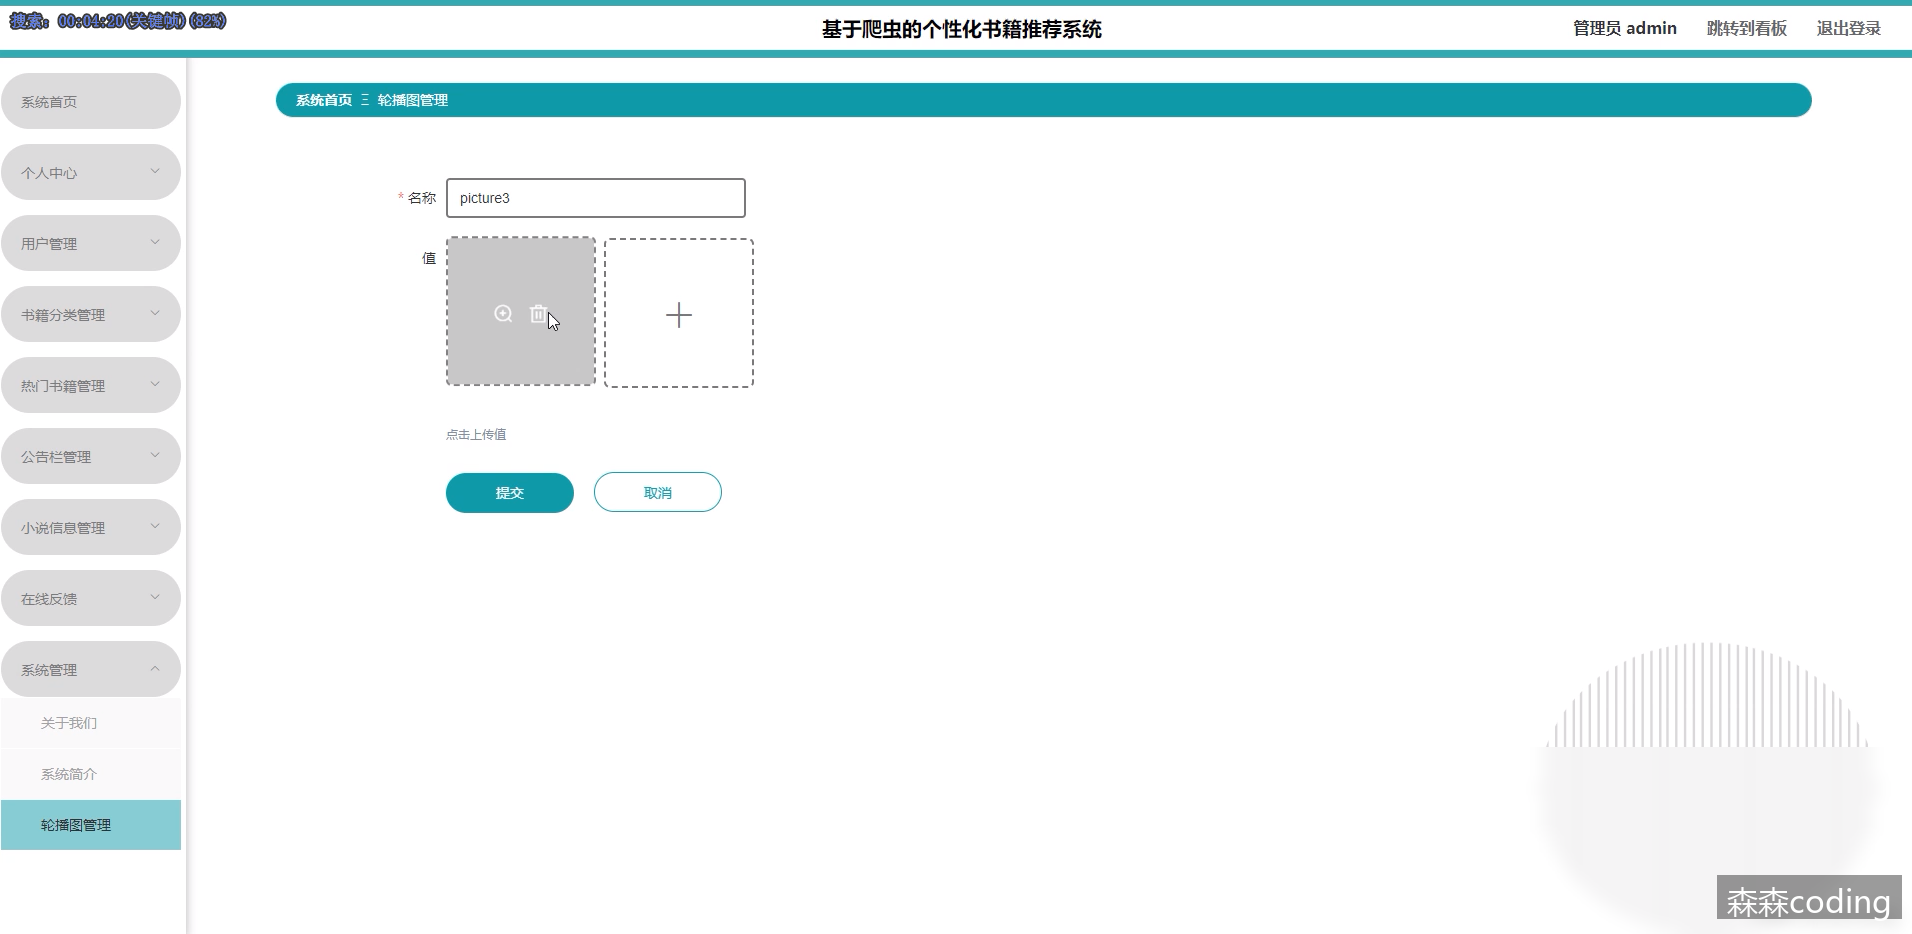 搜索：00:04:20(关键帧)(82%)
基于爬虫的个性化书籍推荐系统
管理员 admin
跳转到看板
退出登录
系统首页
个人中心
用户管理
书籍分类管理
热门书籍管理
公告栏管理
小说信息管理
在线反馈
系统管理
关于我们
系统简介
轮播图管理
系统首页 Ξ 轮播图管理
* 名称 picture3
值
点击上传值
提交
取消
森森coding